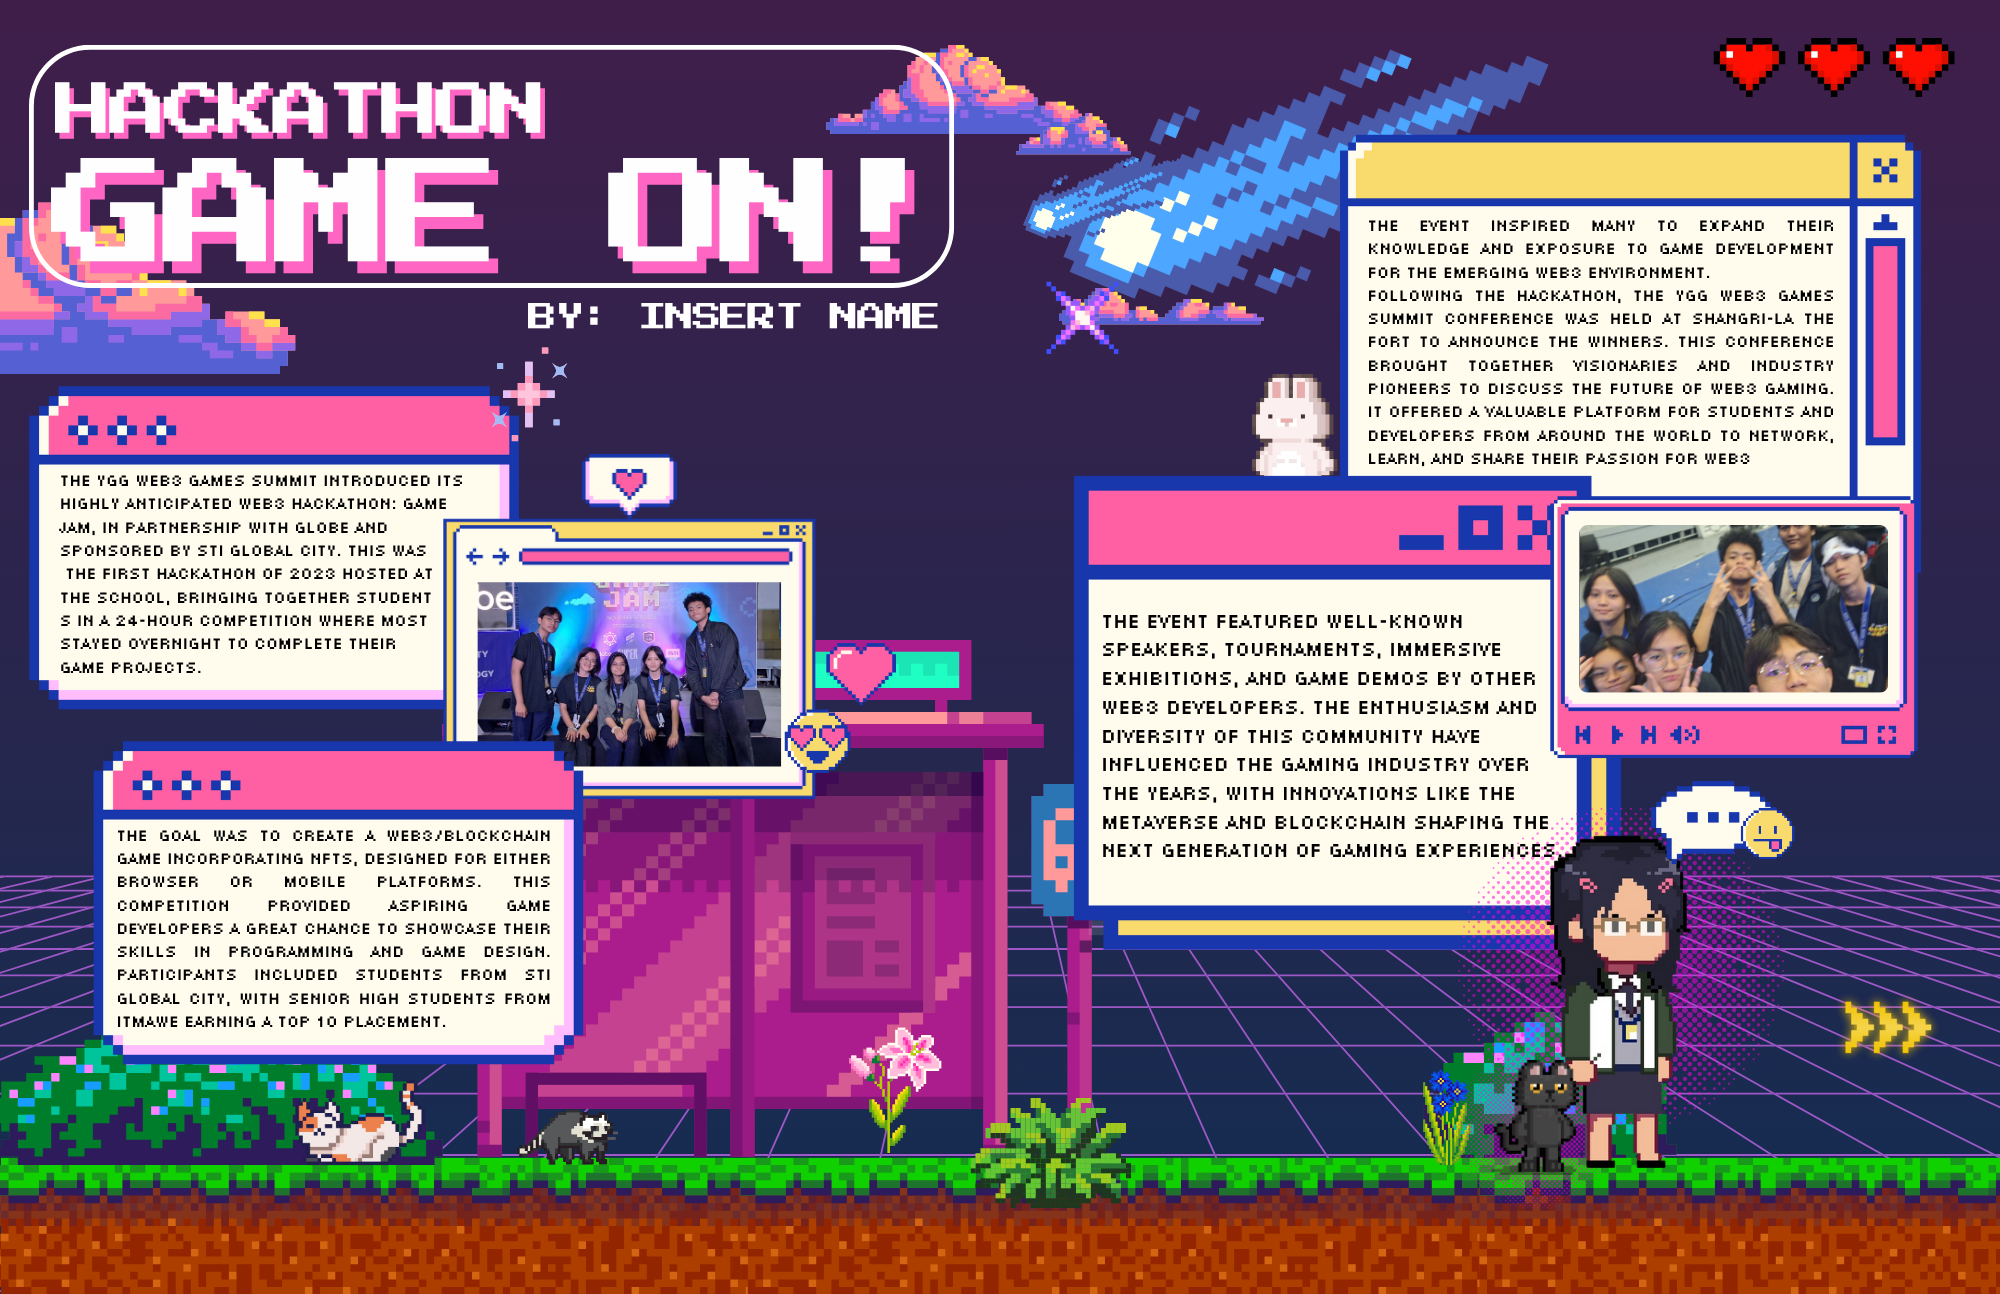 HACKATHON
GAME ON!
BY: INSERT NAME
THE YGG WEB3 GAMES SUMMIT INTRODUCED ITS
HIGHLY ANTICIPATED WEB3 HACKATHON: GAME
JAM, IN PARTNERSHIP WITH GLOBE AND
SPONSORED BY STI GLOBAL CITY. THIS WAS
THE FIRST HACKATHON OF 2023 HOSTED AT
THE SCHOOL, BRINGING TOGETHER STUDENT
S IN A 24-HOUR COMPETITION WHERE MOST
STAYED OVERNIGHT TO COMPLETE THEIR
GAME PROJECTS.
be
JAM
THE GOAL WAS TO CREATE A WEB3/BLOCKCHAIN
GAME INCORPORATING NFTS, DESIGNED FOR EITHER
BROWSER OR MOBILE PLATFORMS. THIS
COMPETITION PROVIDED ASPIRING GAME
DEVELOPERS A GREAT CHANCE TO SHOWCASE THEIR
SKILLS IN PROGRAMMING AND GAME DESIGN.
PARTICIPANTS INCLUDED STUDENTS FROM STI
GLOBAL CITY, WITH SENIOR HIGH STUDENTS FROM
ITMAWE EARNING A TOP 10 PLACEMENT.
THE EVENT FEATURED WELL-KNOWN
SPEAKERS, TOURNAMENTS, IMMERSIVE
EXHIBITIONS, AND GAME DEMOS BY OTHER
WEB3 DEVELOPERS. THE ENTHUSIASM AND
DIVERSITY OF THIS COMMUNITY HAVE
INFLUENCED THE GAMING INDUSTRY OVER
THE YEARS, WITH INNOVATIONS LIKE THE
METAVERSE AND BLOCKCHAIN SHAPING THE
NEXT GENERATION OF GAMING EXPERIENCES.
THE EVENT INSPIRED MANY TO EXPAND THEIR
KNOWLEDGE AND EXPOSURE TO GAME DEVELOPMENT
FOR THE EMERGING WEB3 ENVIRONMENT.
FOLLOWING THE HACKATHON, THE YGG WEB3 GAMES
SUMMIT CONFERENCE WAS HELD AT SHANGRI-LA THE
FORT TO ANNOUNCE THE WINNERS. THIS CONFERENCE
BROUGHT TOGETHER VISIONARIES AND INDUSTRY
PIONEERS TO DISCUSS THE FUTURE OF WEB3 GAMING.
IT OFFERED A VALUABLE PLATFORM FOR STUDENTS AND
DEVELOPERS FROM AROUND THE WORLD TO NETWORK,
LEARN, AND SHARE THEIR PASSION FOR WEB3